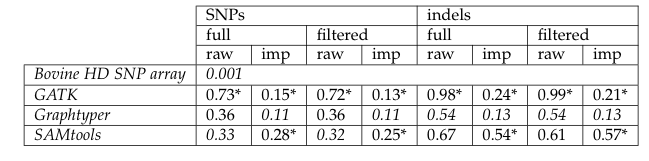 SNPs indels
full filtered full filtered
raw imp raw imp raw imp raw imp
Bovine HD SNP array 0.001
GATK 0.73* 0.15* 0.72* 0.13* 0.98* 0.24* 0.99* 0.21*
Graphtyper 0.36 0.11 0.36 0.11 0.54 0.13 0.54 0.13
SAMtools 0.33 0.28* 0.32 0.25* 0.67 0.54* 0.61 0.57*